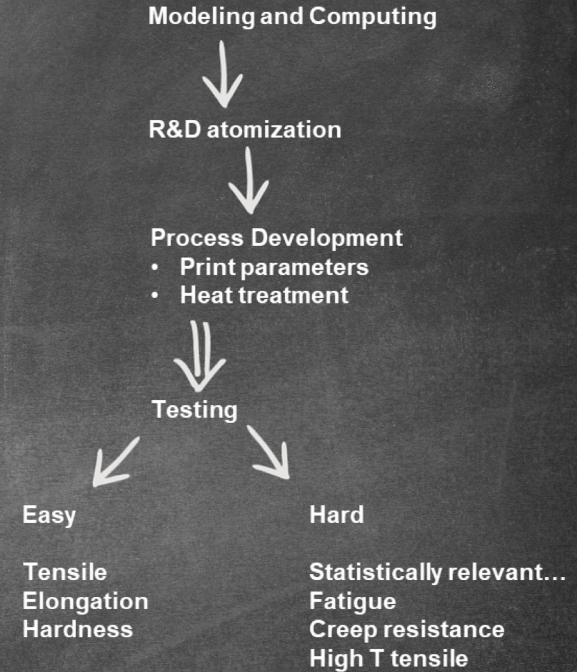 Modeling and Computing
R&D atomization
Process Development
• Print parameters
• Heat treatment
Testing
Easy
Tensile
Elongation
Hardness
Hard
Statistically relevant...
Fatigue
Creep resistance
High T tensile